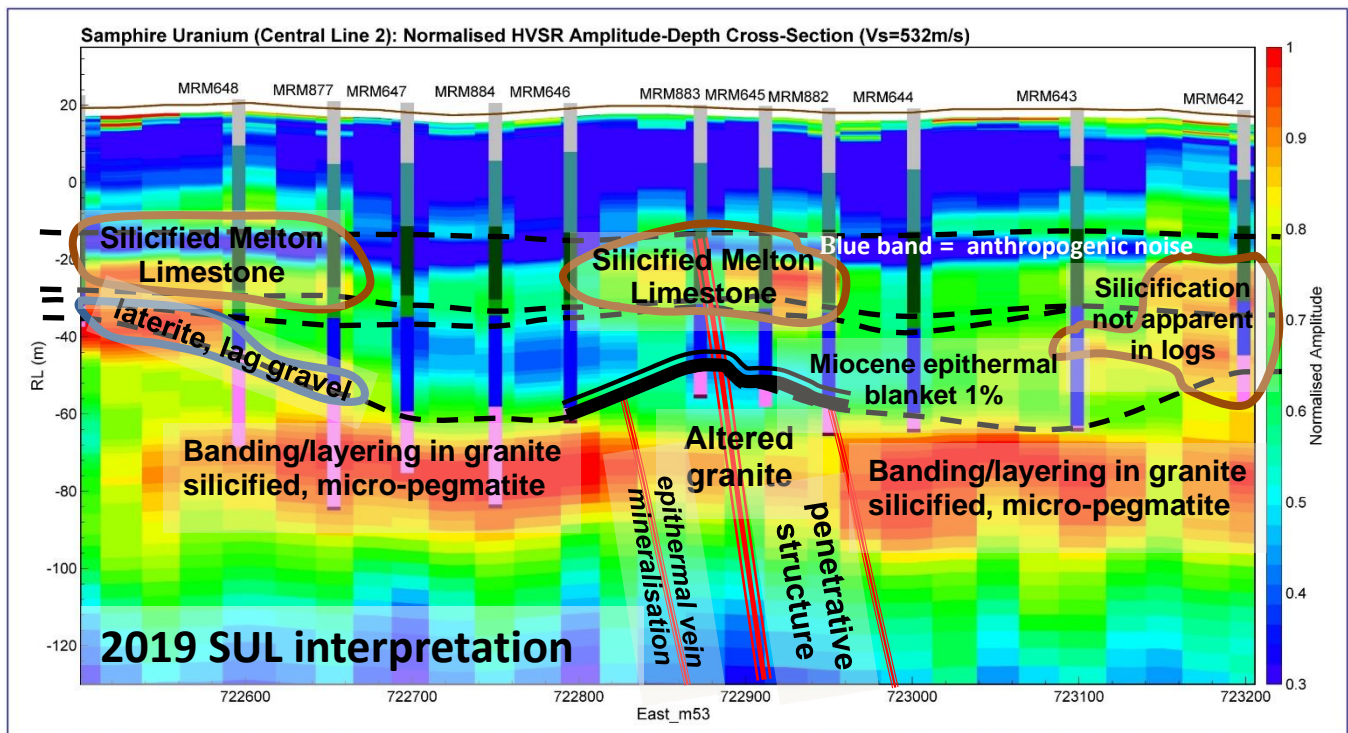 Samphire Uranium (Central Line 2): Normalised HVSR Amplitude-Depth Cross-Section (Vs=532m/s)
MRM648
MRM877
MRM647
MRM884
MRM646
MRM883
MRM645
MRM882
MRM644
MRM643
MRM642
20
0
-20
-40
-60
-80
-100
-120
RL (m)
Silicified Melton
Limestone
Silicified Melton
Limestone
Blue band = anthropogenic noise
Silicification
not apparent
in logs
laterite, lag gravel
Miocene epithermal
blanket 1%
Banding/layering in granite
silicified, micro-pegmatite
Altered
granite
Banding/layering in granite
silicified, micro-pegmatite
epithermal vein
mineralisation
penetrative
structure
2019 SUL interpretation
722600
722700
722800
722900
723000
723100
723200
East_m53
1
0.9
0.8
0.7
0.6
0.5
0.4
0.3
Normalised Amplitude